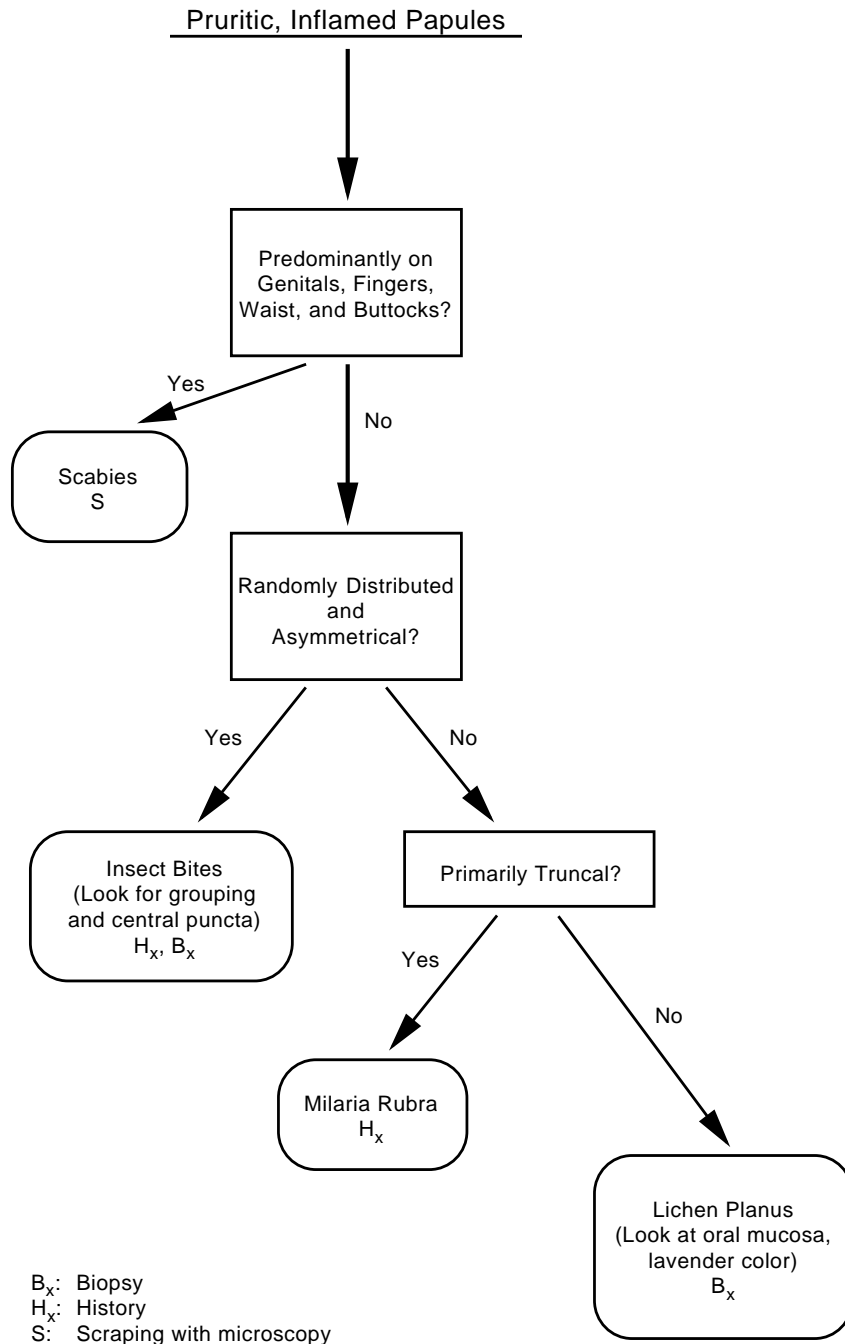 Pruritic, Inflamed Papules
Predominantly on
Genitals, Fingers,
Waist, and Buttocks?
Yes
No
Scabies
S
Randomly Distributed
and
Asymmetrical?
Yes
No
Insect Bites
(Look for grouping
and central puncta)
Hx, Bx
Primarily Truncal?
Yes
No
Milaria Rubra
Hx
Lichen Planus
(Look at oral mucosa,
lavender color)
Bx
Bx: Biopsy
Hx: History
S: Scraping with microscopy